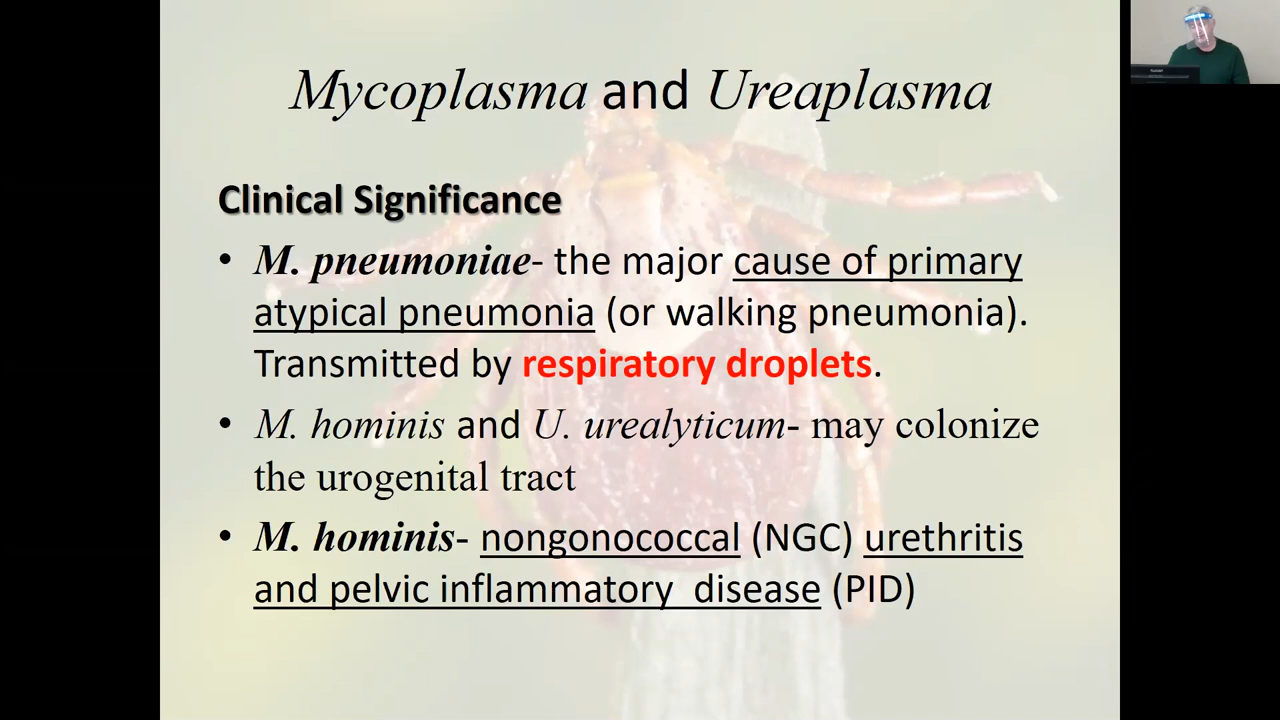 Mycoplasma and Ureaplasma
Clinical Significance
• M. pneumoniae- the major cause of primary
atypical pneumonia (or walking pneumonia).
Transmitted by respiratory droplets.
• M. hominis and U. urealyticum- may colonize
the urogenital tract
• M. hominis- nongonococcal (NGC) urethritis
and pelvic inflammatory disease (PID)